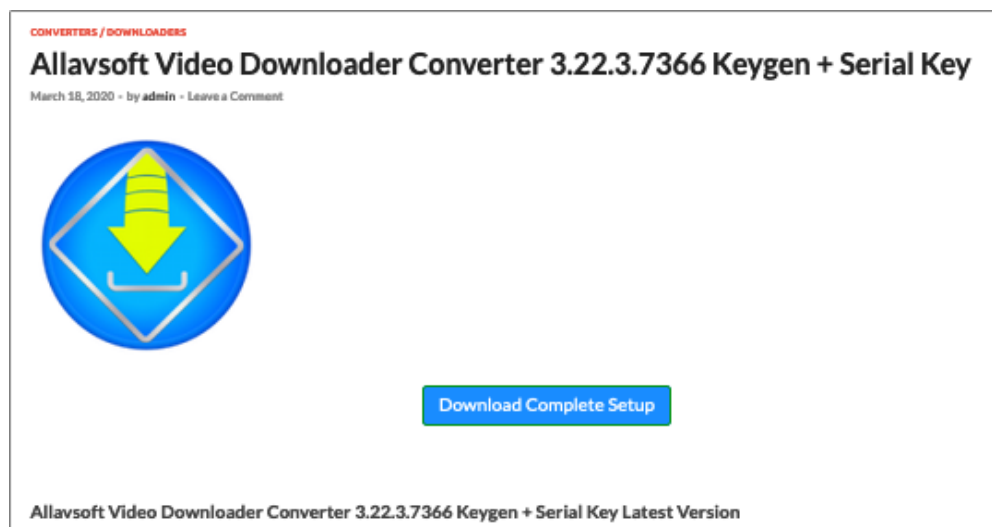 CONVERTERS / DOWNLOADERS
Allavsoft Video Downloader Converter 3.22.3.7366 Keygen + Serial Key
March 18, 2020 - by admin - Leave a Comment
Download Complete Setup
Allavsoft Video Downloader Converter 3.22.3.7366 Keygen + Serial Key Latest Version